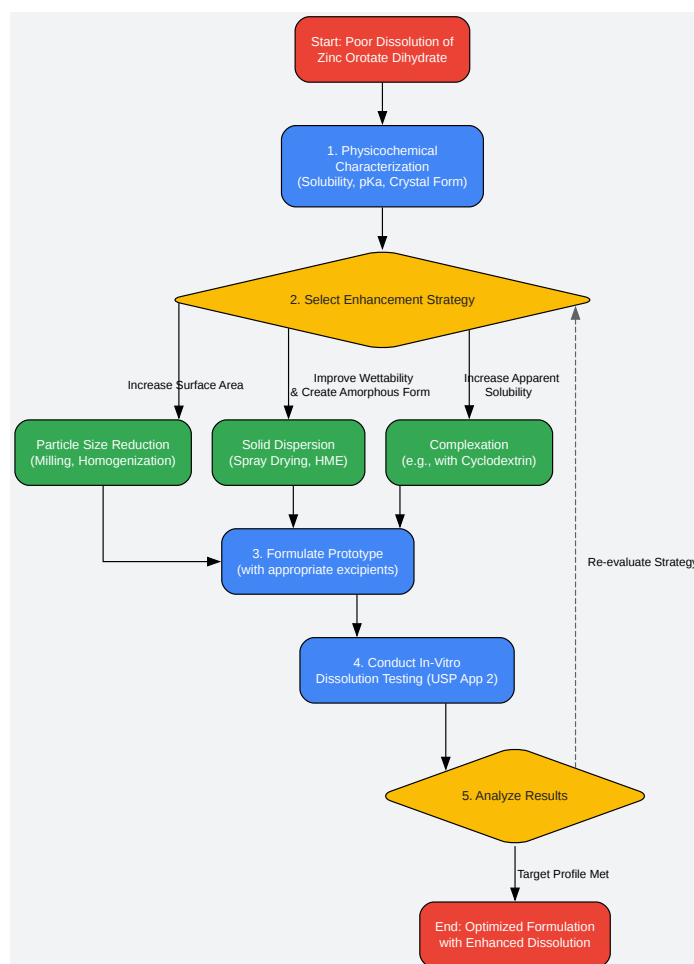 Start: Poor Dissolution of
Zinc Orotate Dihydrate
1. Physicochemical
Characterization
(Solubility, pKa, Crystal Form)
2. Select Enhancement Strategy
Increase Surface Area
Improve Wettability
& Create Amorphous Form
Increase Apparent
Solubility
Particle Size Reduction
(Milling, Homogenization)
Solid Dispersion
(Spray Drying, HME)
Complexation
(e.g., with Cyclodextrin)
3. Formulate Prototype
(with appropriate excipients)
Re-evaluate Strategy
4. Conduct In-Vitro
Dissolution Testing (USP App 2)
5. Analyze Results
Target Profile Met
End: Optimized Formulation
with Enhanced Dissolution